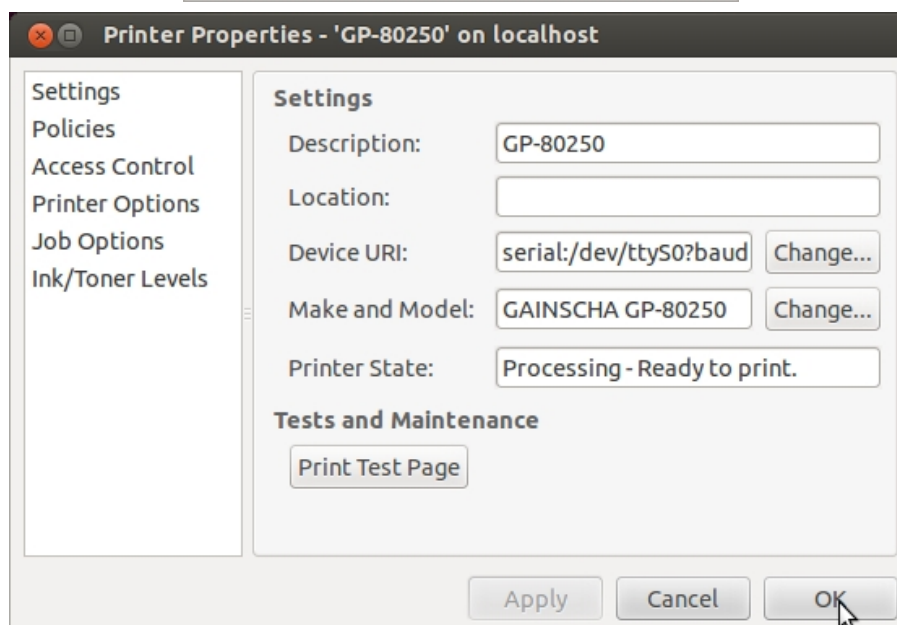 Printer Properties - 'GP-80250' on localhost
Settings
Policies
Access Control
Printer Options
Job Options
Ink/Toner Levels
Settings
Description: GP-80250
Location:
Device URI: serial:/dev/ttyS0?baud Change...
Make and Model: GAINSCHA GP-80250 Change...
Printer State: Processing - Ready to print.
Tests and Maintenance
Print Test Page
Apply Cancel OK